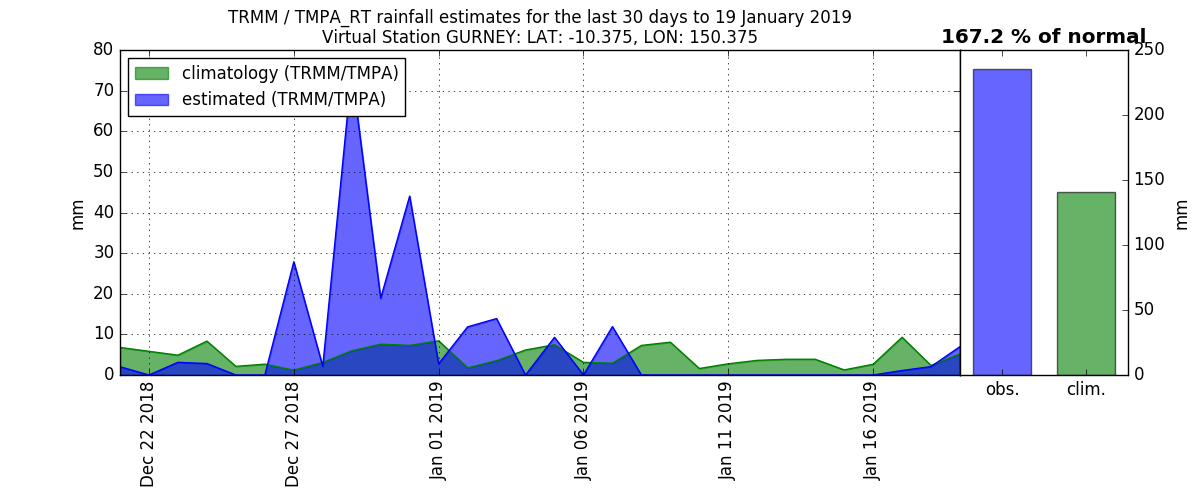 TRMM / TMPA_RT rainfall estimates for the last 30 days to 19 January 2019
Virtual Station GURNEY: LAT: -10.375, LON: 150.375
167.2 % of normal
climatology (TRMM/TMPA)
estimated (TRMM/TMPA)
mm
80
70
60
50
40
30
20
10
0
Dec 22 2018
Dec 27 2018
Jan 01 2019
Jan 06 2019
Jan 11 2019
Jan 16 2019
250
200
150
100
50
0
mm
obs.
clim.